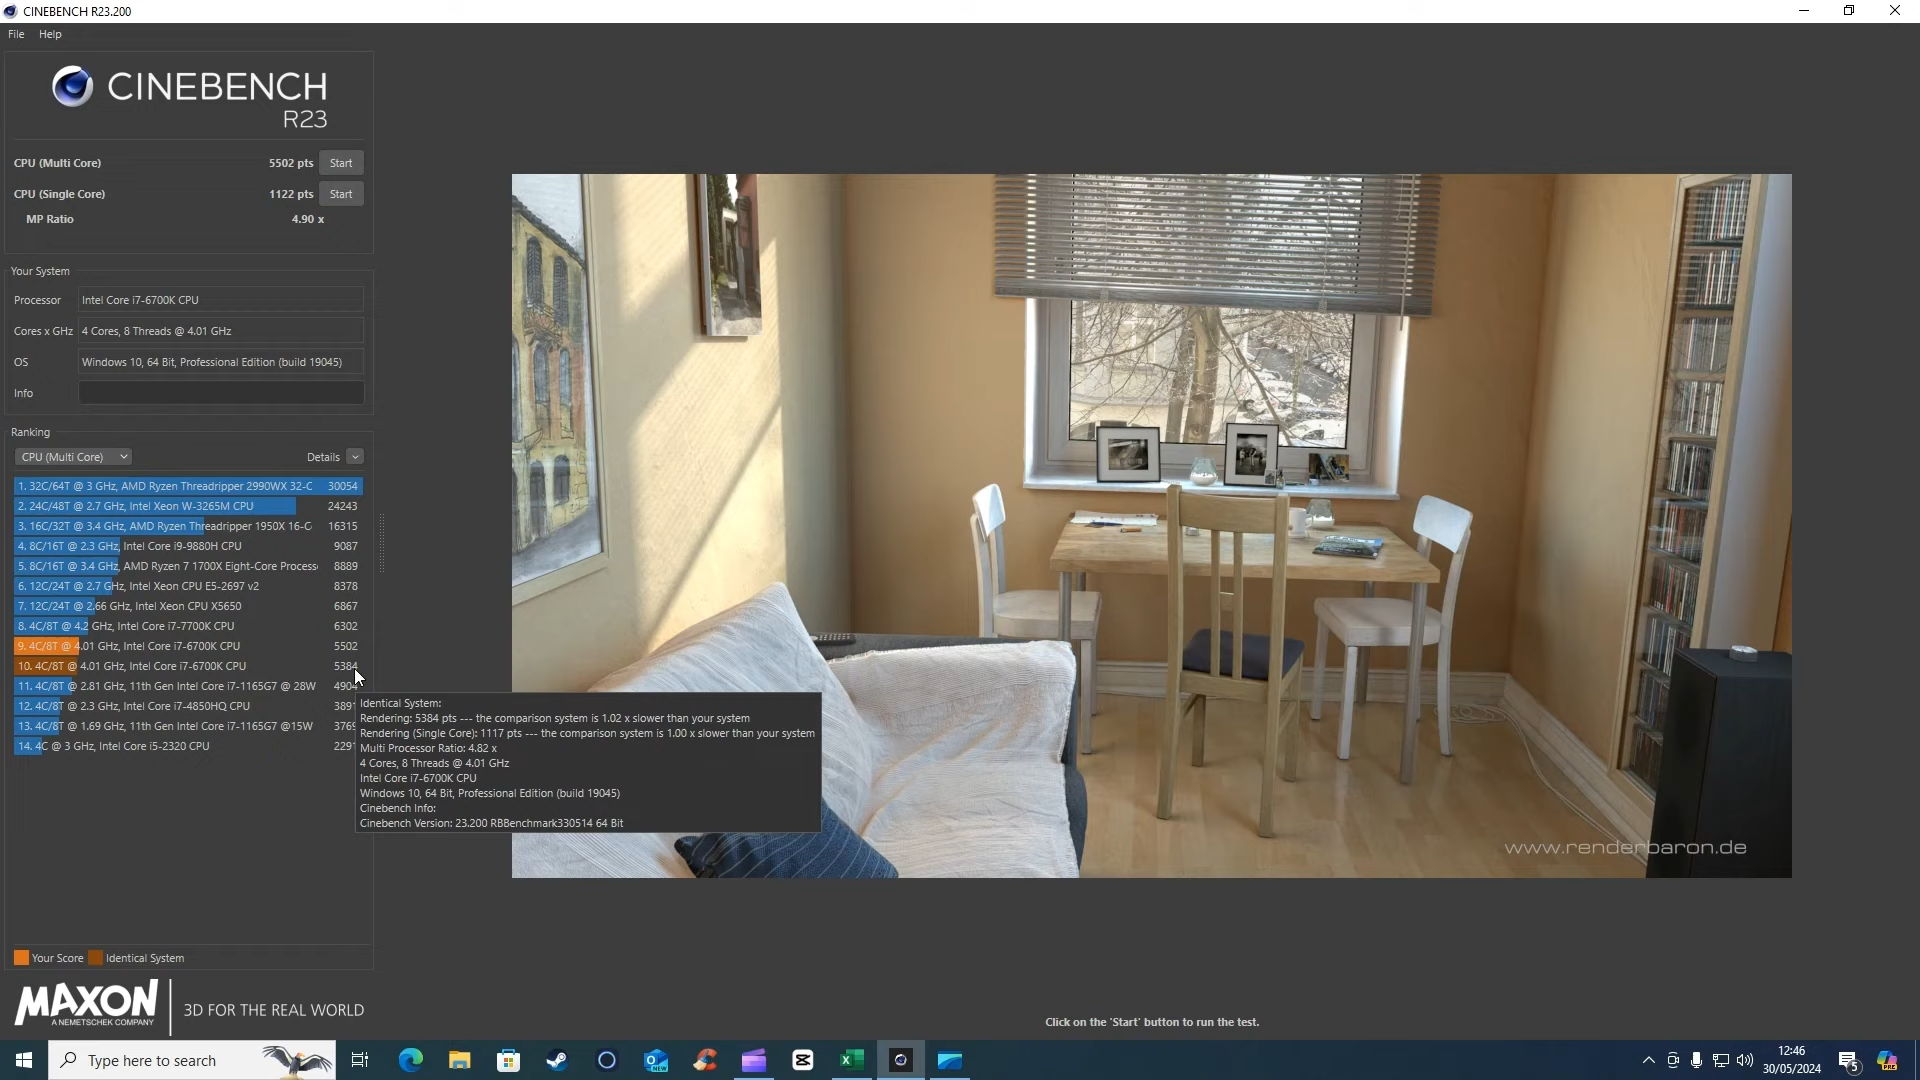 CINEBENCH R23.200
File Help
CINEBENCH
R23
CPU (Multi Core) 5502 pts Start
CPU (Single Core) 1122 pts Start
MP Ratio 4.90 x
Your System
Processor Intel Core i7-6700K CPU
Cores x GHz 4 Cores, 8 Threads @ 4.01 GHz
OS Windows 10, 64 Bit, Professional Edition (build 19045)
Info
Ranking
CPU (Multi Core) Details
1. 32C/64T @ 3 GHz, AMD Ryzen Threadripper 2990WX 32-C 30054
2. 24C/48T @ 2.7 GHz, Intel Xeon W-3265M CPU 24243
3. 16C/32T @ 3.4 GHz, AMD Ryzen Threadripper 1950X 16-C 16315
4. 8C/16T @ 2.3 GHz, Intel Core i9-9880H CPU 9087
5. 8C/16T @ 3.4 GHz, AMD Ryzen 7 1700X Eight-Core Process 8889
6. 12C/24T @ 2.7 GHz, Intel Xeon CPU E5-2697 v2 8378
7. 12C/24T @ 2.66 GHz, Intel Xeon CPU X5650 6867
8. 4C/8T @ 4.2 GHz, Intel Core i7-7700K CPU 6302
9. 4C/8T @ 4.01 GHz, Intel Core i7-6700K CPU 5502
10. 4C/8T @ 4.01 GHz, Intel Core i7-6700K CPU 5384
11. 4C/8T @ 2.81 GHz, 11th Gen Intel Core i7-1165G7 @ 28W 4904
12. 4C/8T @ 2.3 GHz, Intel Core i7-4850HQ CPU 3891
13. 4C/8T @ 1.69 GHz, 11th Gen Intel Core i7-1165G7 @15W 3769
14. 4C @ 3 GHz, Intel Core i5-2320 CPU 2291
Identical System:
Rendering: 5384 pts --- the comparison system is 1.02 x slower than your system
Rendering (Single Core): 1117 pts --- the comparison system is 1.00 x slower than your system
Multi Processor Ratio: 4.82 x
4 Cores, 8 Threads @ 4.01 GHz
Intel Core i7-6700K CPU
Windows 10, 64 Bit, Professional Edition (build 19045)
Cinebench Info:
Cinebench Version: 23.200 RBBenchmark330514 64 Bit
www.renderbaron.de
Your Score Identical System
MAXON
A NEMETSCHEK COMPANY
3D FOR THE REAL WORLD
Click on the 'Start' button to run the test.
Type here to search
NEW
12:46
30/05/2024
5
PRE